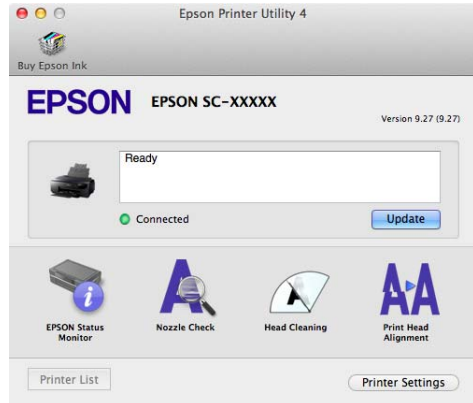 Epson Printer Utility 4
Buy Epson Ink
EPSON
EPSON SC-XXXXX
Version 9.27 (9.27)
Ready
Connected
Update
EPSON Status
Monitor
Nozzle Check
Head Cleaning
Print Head
Alignment
Printer List
Printer Settings